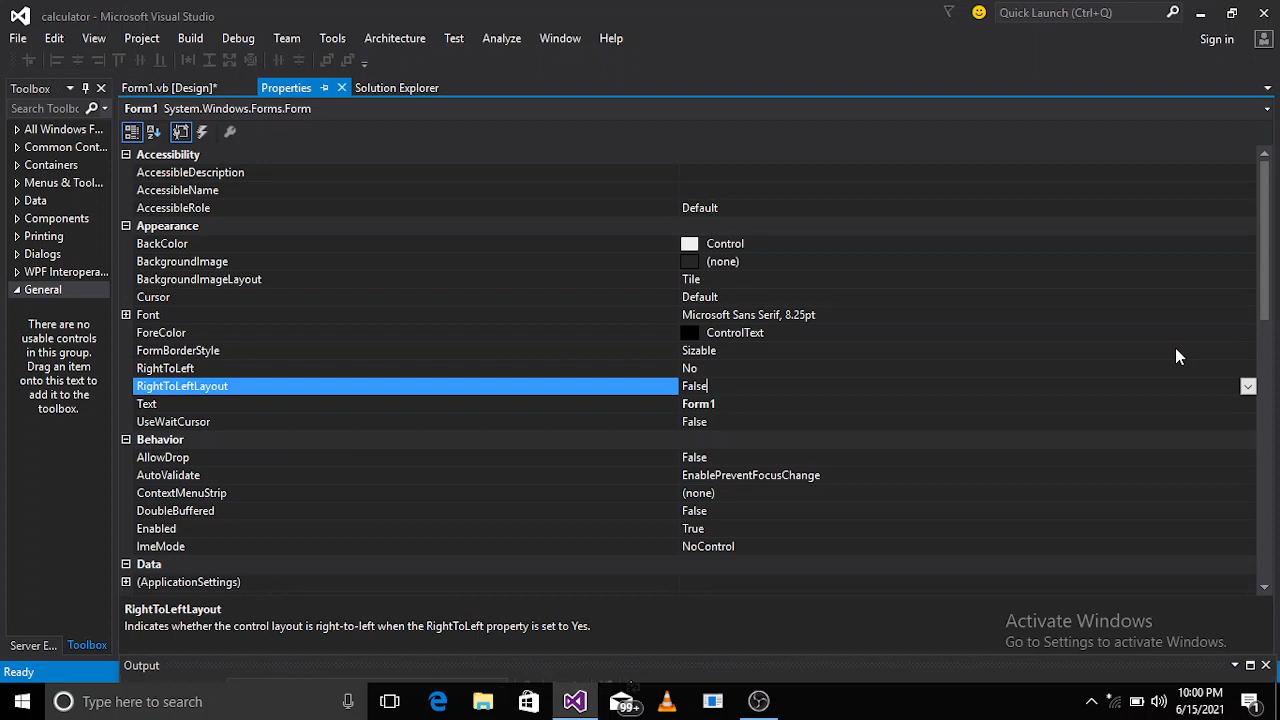 calculator - Microsoft Visual Studio
Quick Launch (Ctrl+Q)
File Edit View Project Build Debug Team Tools Architecture Test Analyze Window Help
Sign in
Toolbox
Form1.vb [Design]*
Properties
Solution Explorer
Search Toolbc
Form1 System.Windows.Forms.Form
All Windows F...
Common Cont...
Containers
Menus & Tool...
Data
Components
Printing
Dialogs
WPF Interopera...
General
There are no
usable controls
in this group.
Drag an item
onto this text to
add it to the
toolbox.
Accessibility
AccessibleDescription
AccessibleName
AccessibleRole Default
Appearance
BackColor Control
BackgroundImage (none)
BackgroundImageLayout Tile
Cursor Default
Font Microsoft Sans Serif, 8.25pt
ForeColor ControlText
FormBorderStyle Sizable
RightToLeft No
RightToLeftLayout False
Text Form1
UseWaitCursor False
Behavior
AllowDrop False
AutoValidate EnablePreventFocusChange
ContextMenuStrip (none)
DoubleBuffered False
Enabled True
ImeMode NoControl
Data
(ApplicationSettings)
RightToLeftLayout
Indicates whether the control layout is right-to-left when the RightToLeft property is set to Yes.
Activate Windows
Go to Settings to activate Windows.
Server E... Toolbox
Output
Ready
Type here to search
99+
10:00 PM
6/15/2021
1